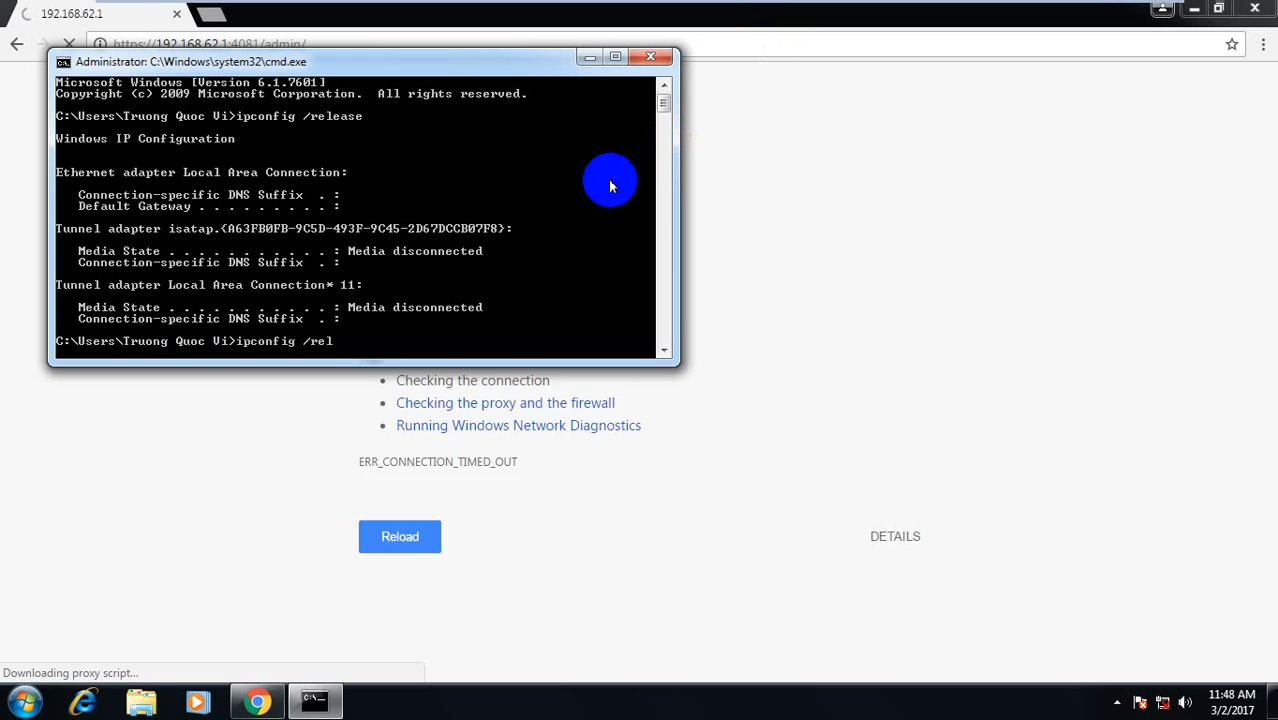 192.168.62.1
https://192.168.62.1:4081/admin/
Administrator: C:\Windows\system32\cmd.exe
Microsoft Windows [Version 6.1.7601]
Copyright (c) 2009 Microsoft Corporation.  All rights reserved.
C:\Users\Truong Quoc Vi>ipconfig /release
Windows IP Configuration
Ethernet adapter Local Area Connection:
Connection-specific DNS Suffix  . :
Default Gateway . . . . . . . . . :
Tunnel adapter isatap.{A63FB0FB-9C5D-493F-9C45-2D67DCCB07F8}:
Media State . . . . . . . . . . . : Media disconnected
Connection-specific DNS Suffix  . :
Tunnel adapter Local Area Connection* 11:
Media State . . . . . . . . . . . : Media disconnected
Connection-specific DNS Suffix  . :
C:\Users\Truong Quoc Vi>ipconfig /rel
Checking the connection
Checking the proxy and the firewall
Running Windows Network Diagnostics
ERR_CONNECTION_TIMED_OUT
Reload
DETAILS
Downloading proxy script...
C:\_
11:48 AM
3/2/2017